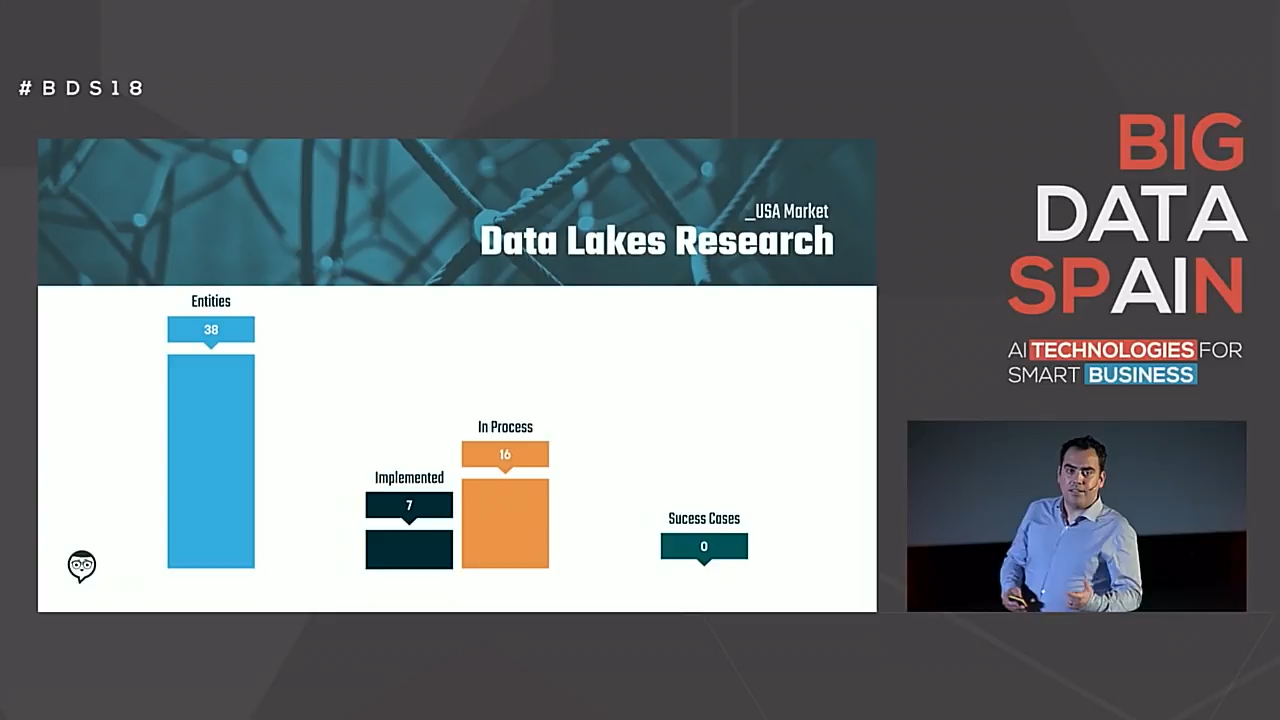 #BDS18
_USA Market
Data Lakes Research
Entities
38
Implemented
7
In Process
16
Sucess Cases
0
BIG
DATA
SPAIN
AI TECHNOLOGIES FOR
SMART BUSINESS